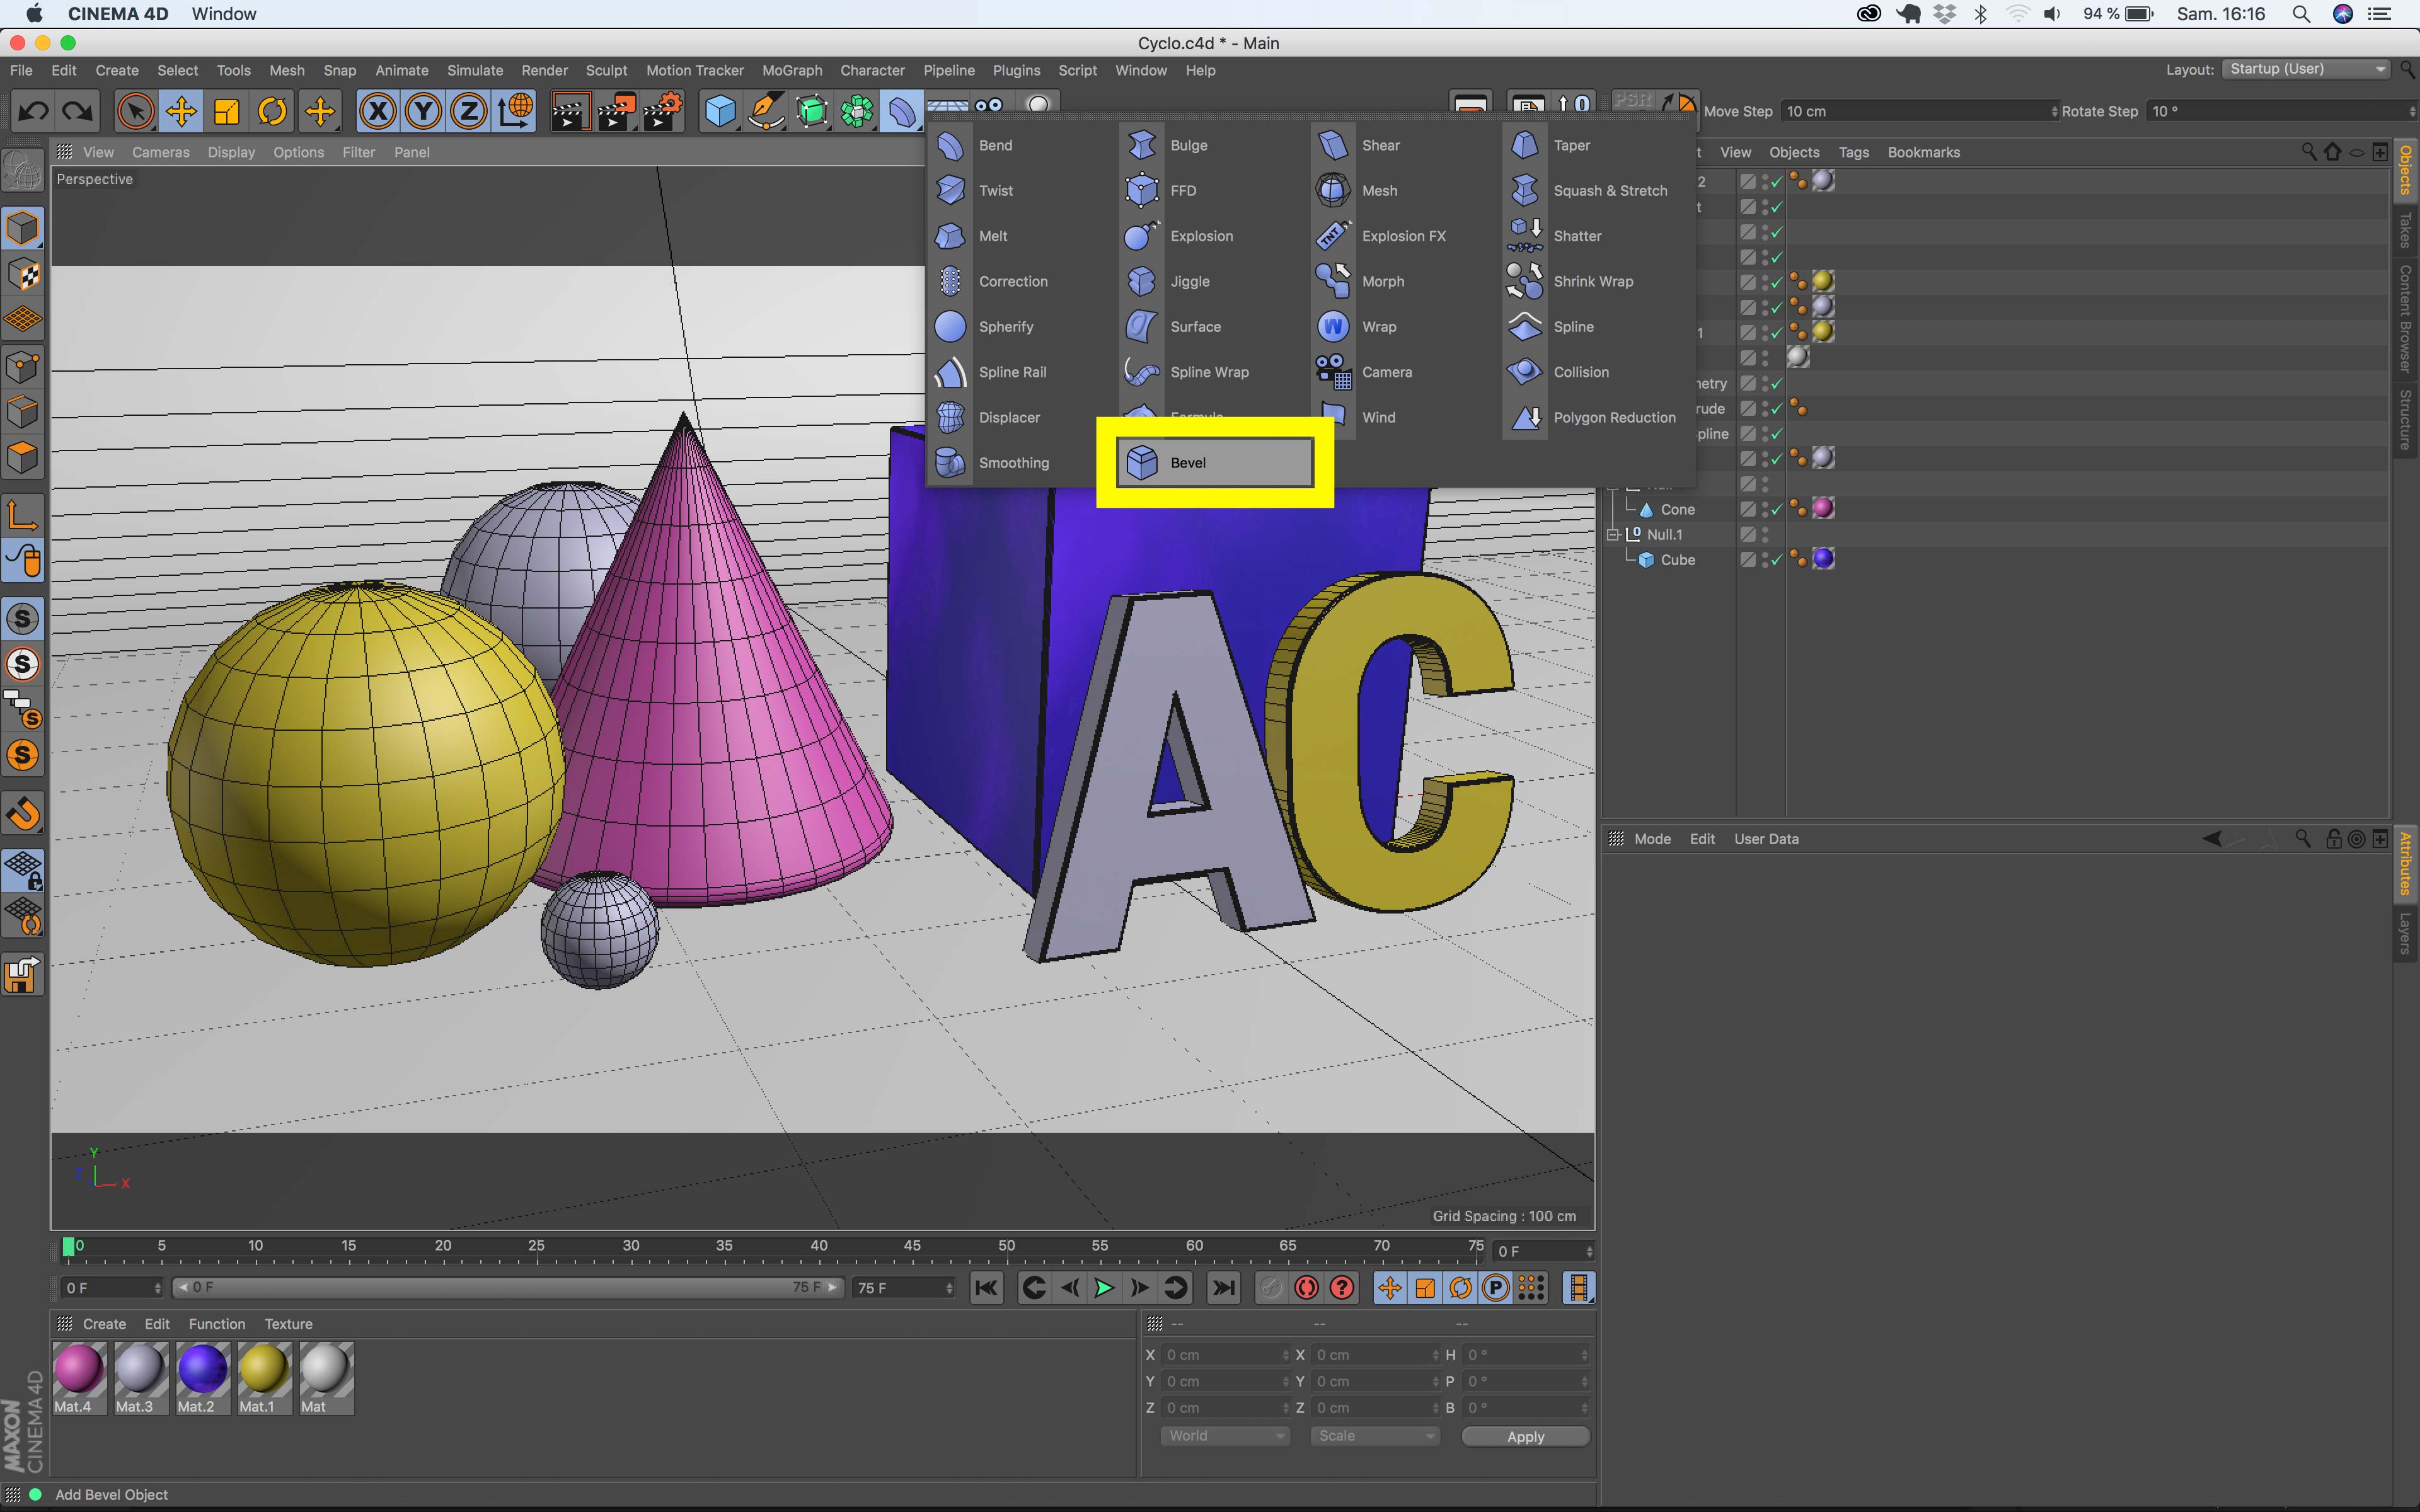 CINEMA 4D Window 94 % Sam. 16:16
Cyclo.c4d * - Main
File Edit Create Select Tools Mesh Snap Animate Simulate Render Sculpt Motion Tracker MoGraph Character Pipeline Plugins Script Window Help Layout: Startup (User)
X Y Z PSR 0 Move Step 10 cm Rotate Step 10 °
View Cameras Display Options Filter Panel
t View Objects Tags Bookmarks
Perspective
Bend Bulge Shear Taper
Twist FFD Mesh Squash & Stretch
Melt Explosion TNT Explosion FX Shatter
Correction Jiggle Morph Shrink Wrap
Spherify Surface W Wrap Spline
Spline Rail Spline Wrap Camera Collision
Displacer Formula Wind Polygon Reduction
Smoothing Bevel
2
t
1
netry
rude
pline
Cone
Null.1
Cube
Objects
Takes
Content Browser
Structure
S
S
S
S
A C
Mode Edit User Data
Attributes
Layers
Y
Z X
Grid Spacing : 100 cm
0 5 10 15 20 25 30 35 40 45 50 55 60 65 70 75 0 F
0 F 0 F 75 F 75 F ? P
Create Edit Function Texture -- -- --
Mat.4 Mat.3 Mat.2 Mat.1 Mat
X 0 cm X 0 cm H 0 °
Y 0 cm Y 0 cm P 0 °
Z 0 cm Z 0 cm B 0 °
World Scale Apply
MAXON
CINEMA 4D
Add Bevel Object